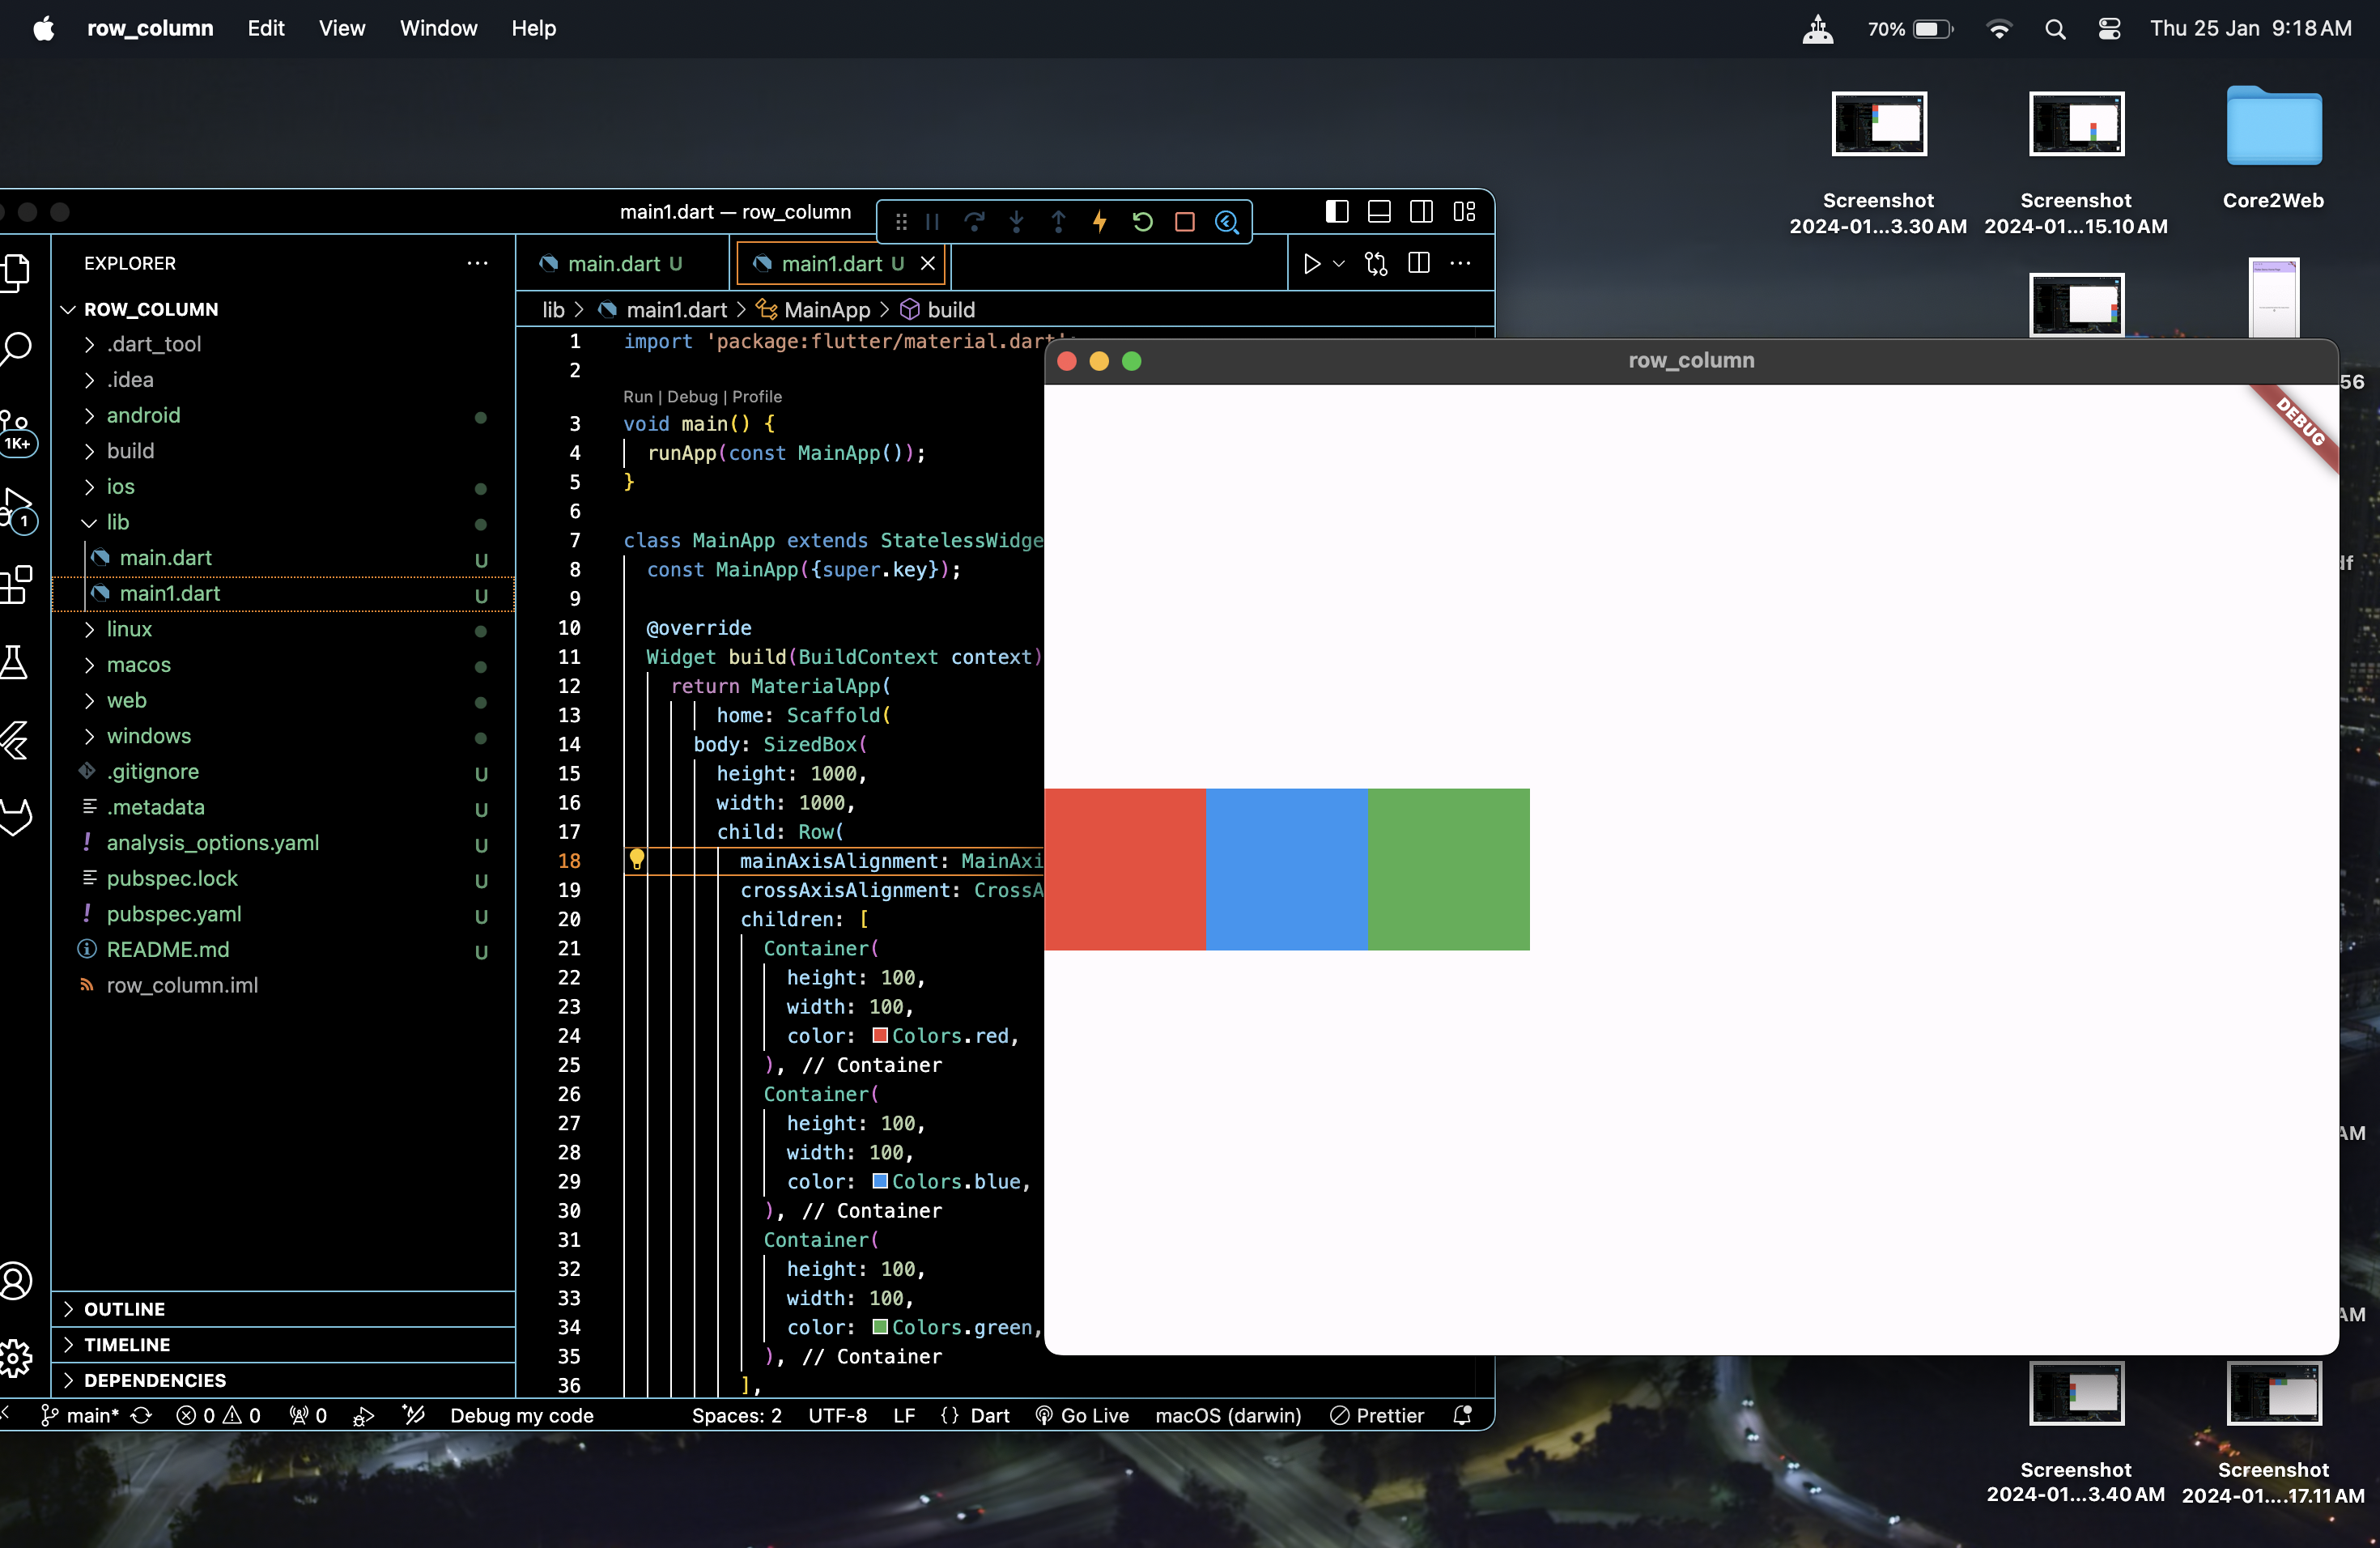 row_column Edit View Window Help
70% Thu 25 Jan 9:18 AM
Screenshot
2024-01...3.30 AM
Screenshot
2024-01...15.10 AM
Core2Web
main1.dart — row_column
EXPLORER
ROW_COLUMN
.dart_tool
.idea
android
build
ios
lib
main.dart U
main1.dart U
linux
macos
web
windows
.gitignore U
.metadata U
analysis_options.yaml U
pubspec.lock U
pubspec.yaml U
README.md U
row_column.iml
OUTLINE
TIMELINE
DEPENDENCIES
1K+
1
main.dart U main1.dart U
lib > main1.dart > MainApp > build
1 import 'package:flutter/material.dart';
2
Run | Debug | Profile
3 void main() {
4 runApp(const MainApp());
5 }
6
7 class MainApp extends StatelessWidge
8 const MainApp({super.key});
9
10 @override
11 Widget build(BuildContext context)
12 return MaterialApp(
13 home: Scaffold(
14 body: SizedBox(
15 height: 1000,
16 width: 1000,
17 child: Row(
18 mainAxisAlignment: MainAxi
19 crossAxisAlignment: CrossA
20 children: [
21 Container(
22 height: 100,
23 width: 100,
24 color: Colors.red,
25 ), // Container
26 Container(
27 height: 100,
28 width: 100,
29 color: Colors.blue,
30 ), // Container
31 Container(
32 height: 100,
33 width: 100,
34 color: Colors.green,
35 ), // Container
36 ],
row_column
DEBUG
56
df
AM
AM
main* 0 0 0 Debug my code Spaces: 2 UTF-8 LF {} Dart Go Live macOS (darwin) Prettier
Screenshot
2024-01...3.40 AM
Screenshot
2024-01....17.11 AM